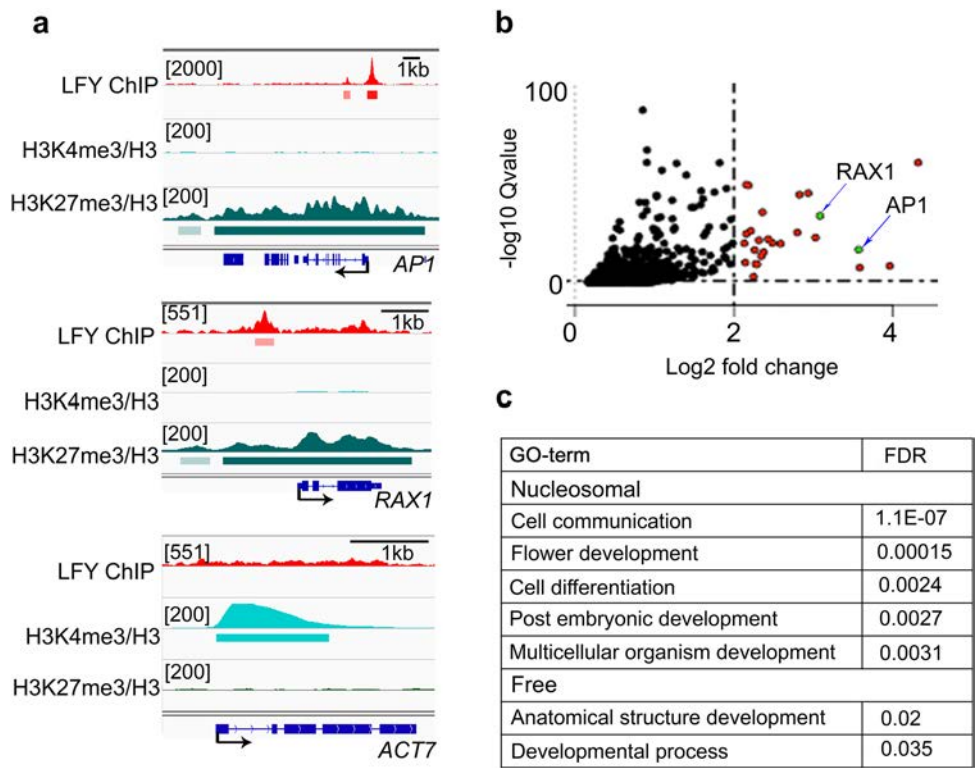 a
[2000]
1kb
LFY ChIP
[200]
H3K4me3/H3
[200]
H3K27me3/H3
AP1
[551]
1kb
LFY ChIP
[200]
H3K4me3/H3
[200]
H3K27me3/H3
RAX1
[551]
1kb
LFY ChIP
[200]
H3K4me3/H3
[200]
H3K27me3/H3
ACT7
b
100
RAX1
AP1
-log10 Qvalue
0
0 2 4
Log2 fold change
c
GO-term FDR
Nucleosomal
Cell communication 1.1E-07
Flower development 0.00015
Cell differentiation 0.0024
Post embryonic development 0.0027
Multicellular organism development 0.0031
Free
Anatomical structure development 0.02
Developmental process 0.035